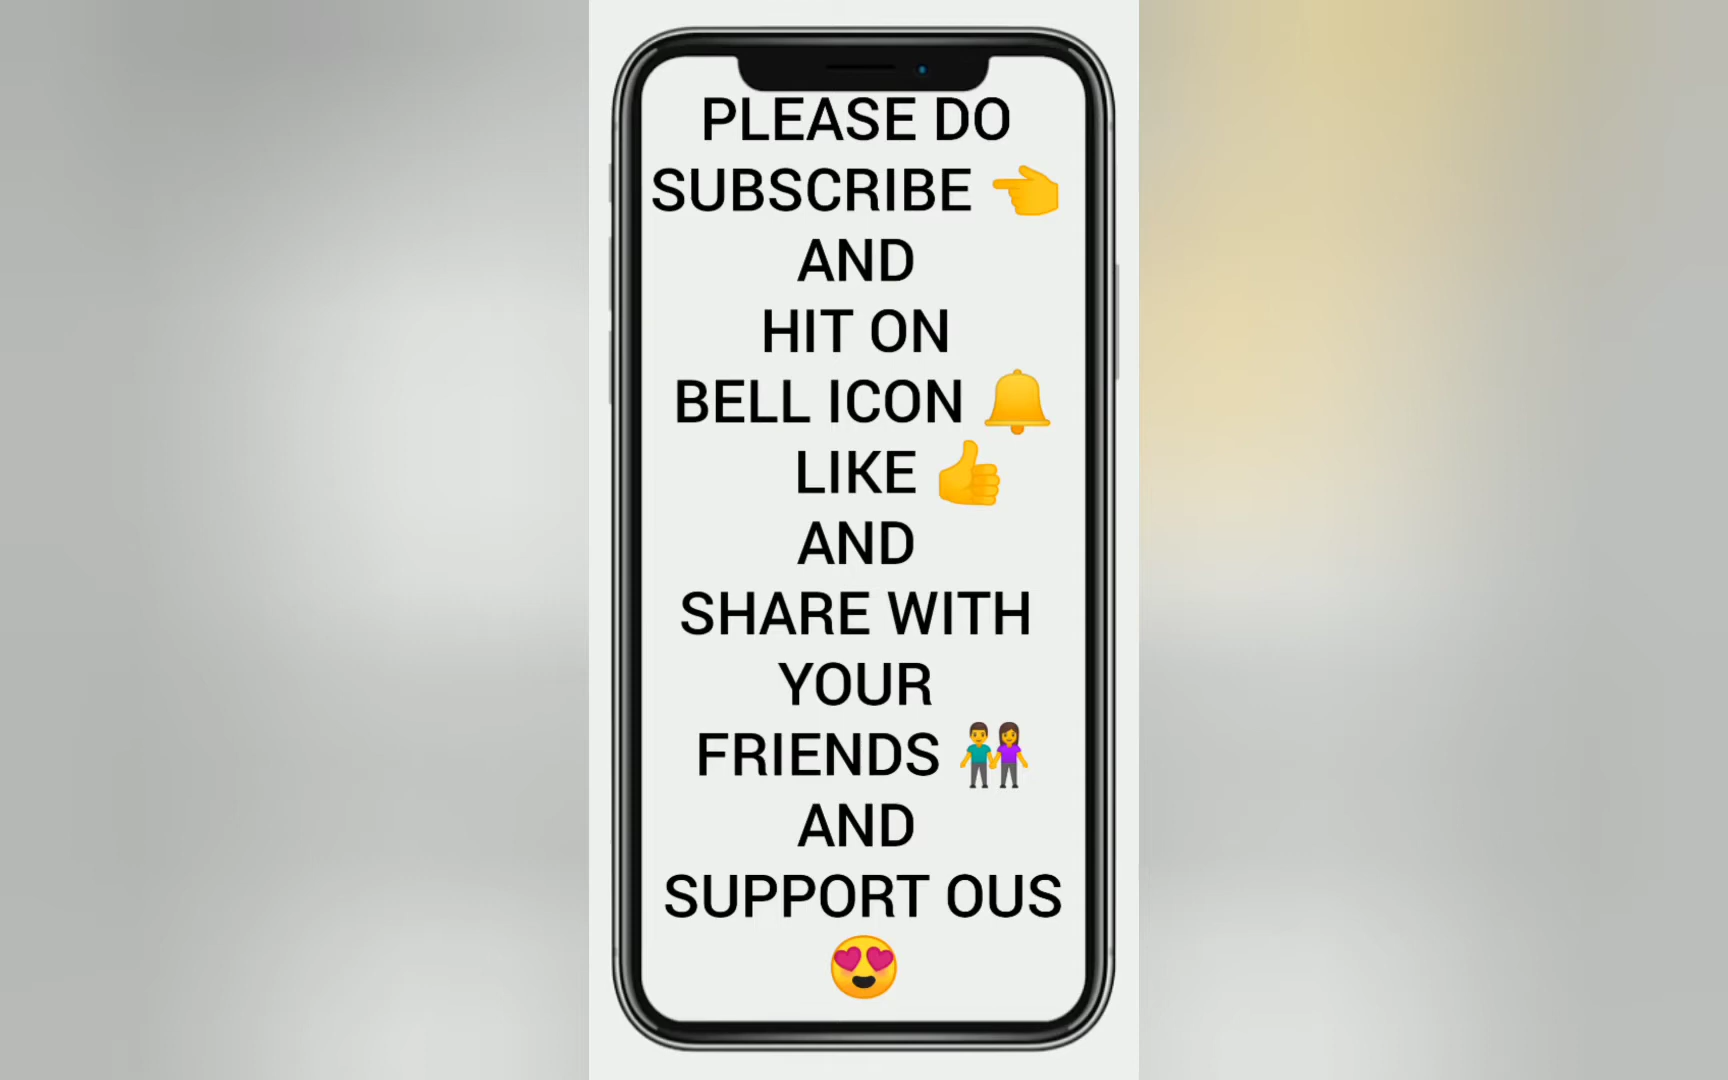 PLEASE DO
SUBSCRIBE 👈
AND
HIT ON
BELL ICON 🔔
LIKE 👍
AND
SHARE WITH
YOUR
FRIENDS 👫
AND
SUPPORT OUS
😍